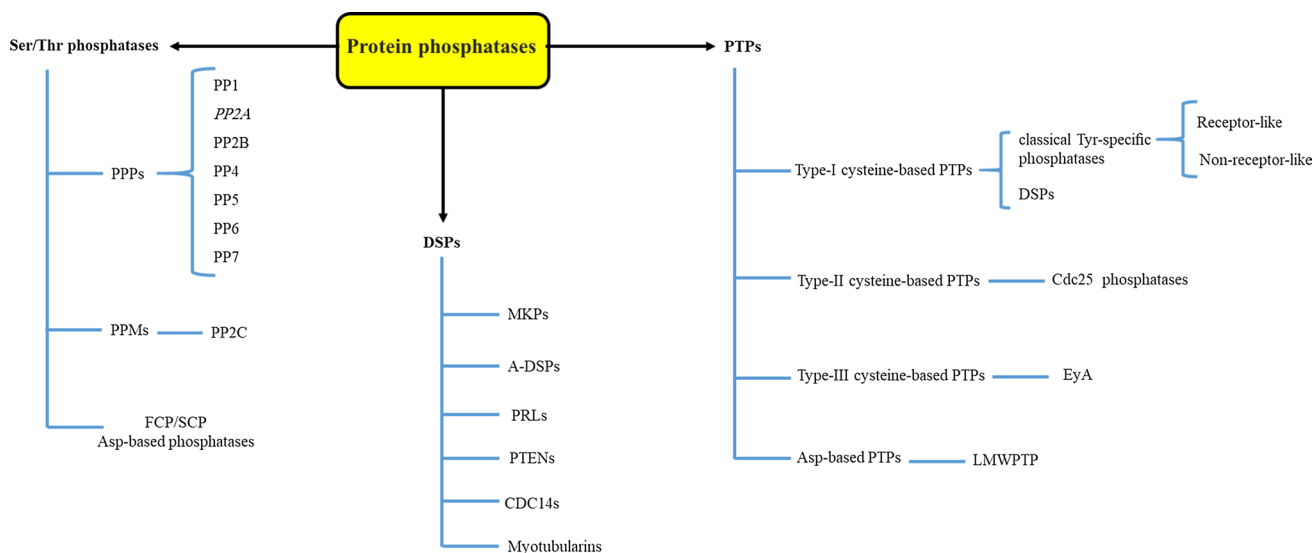 Protein phosphatases
Ser/Thr phosphatases
PPPs
PP1
PP2A
PP2B
PP4
PP5
PP6
PP7
PPMs
PP2C
FCP/SCP
Asp-based phosphatases
DSPs
MKPs
A-DSPs
PRLs
PTENs
CDC14s
Myotubularins
PTPs
Type-I cysteine-based PTPs
classical Tyr-specific
phosphatases
Receptor-like
Non-receptor-like
DSPs
Type-II cysteine-based PTPs
Cdc25 phosphatases
Type-III cysteine-based PTPs
EyA
Asp-based PTPs
LMWPTP